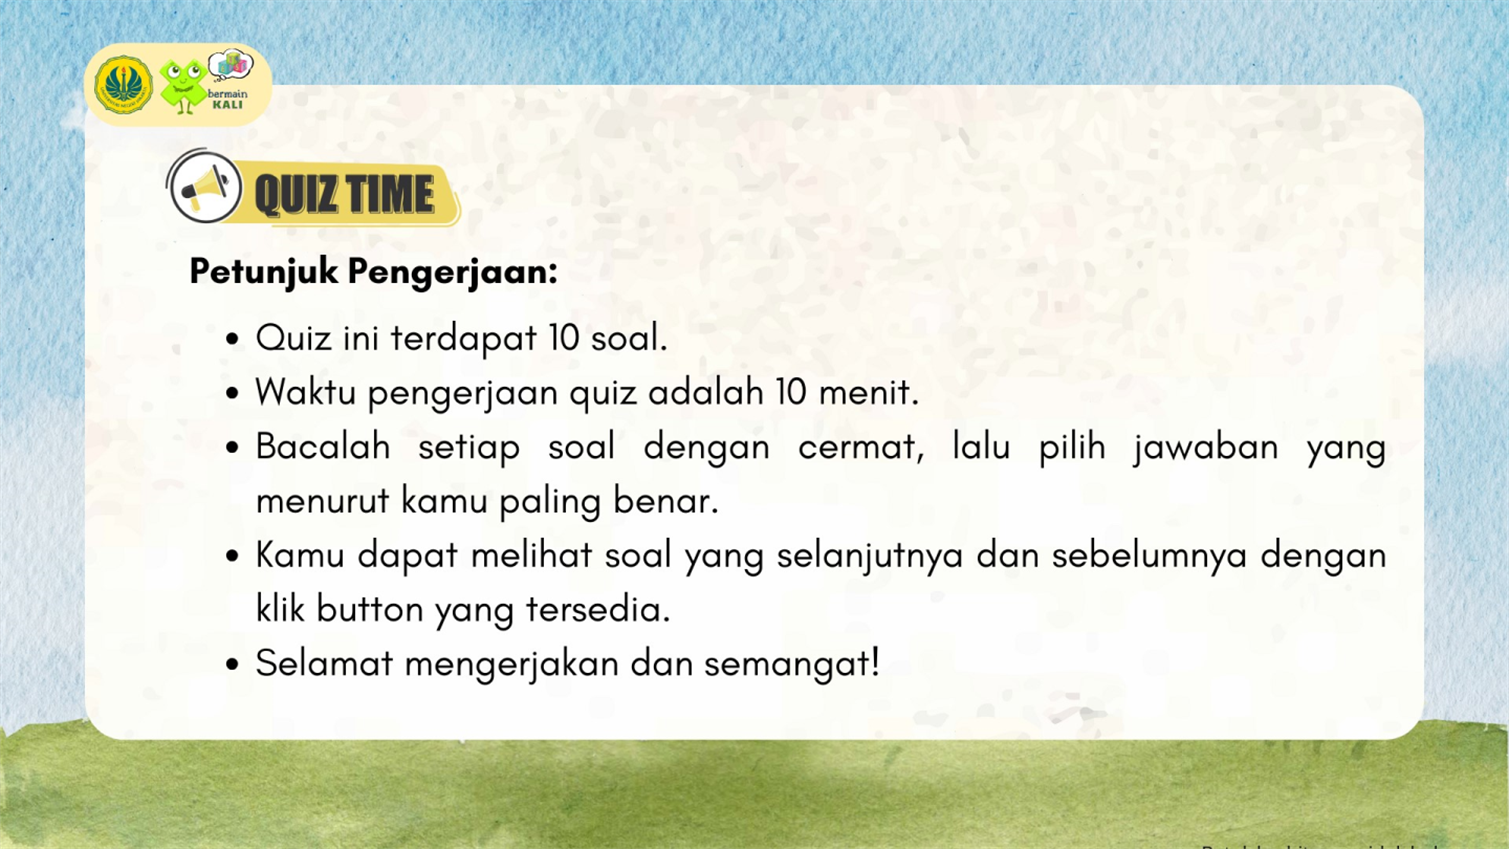 bermain
KALI
QUIZ TIME
Petunjuk Pengerjaan:
• Quiz ini terdapat 10 soal.
• Waktu pengerjaan quiz adalah 10 menit.
• Bacalah setiap soal dengan cermat, lalu pilih jawaban yang
menurut kamu paling benar.
• Kamu dapat melihat soal yang selanjutnya dan sebelumnya dengan
klik button yang tersedia.
• Selamat mengerjakan dan semangat!